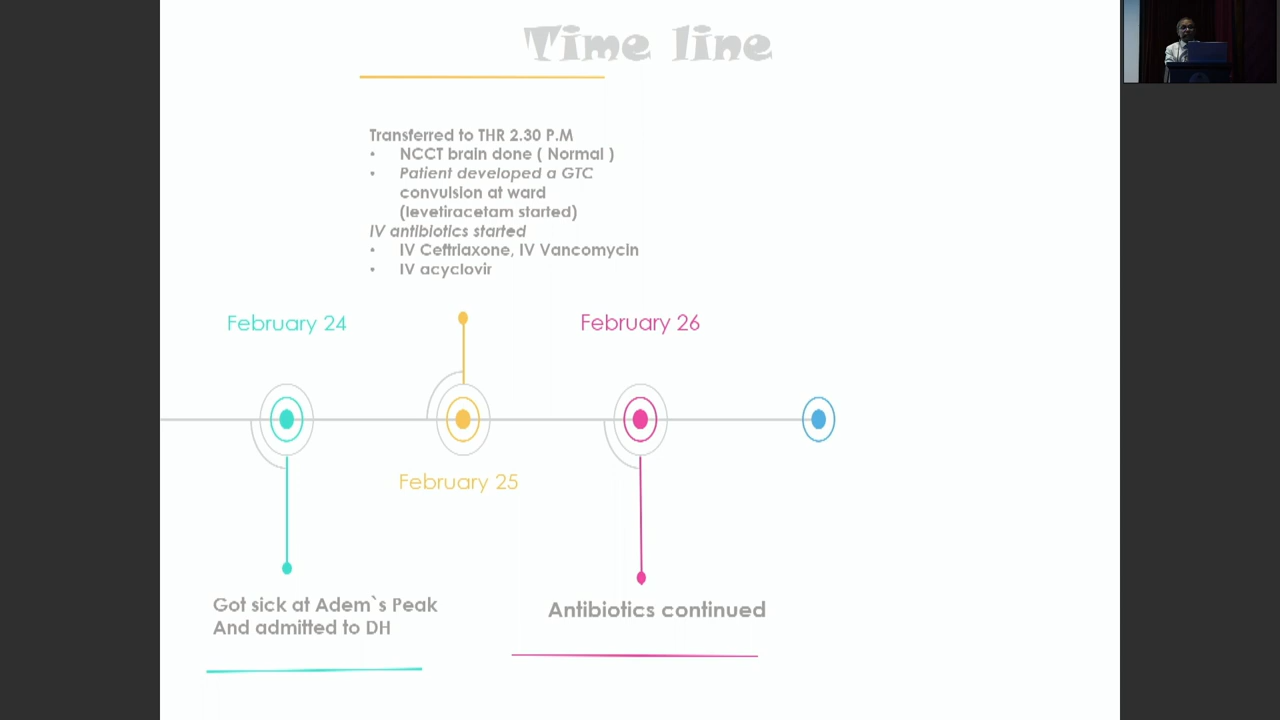 Time line
Transferred to THR 2.30 P.M
• NCCT brain done ( Normal )
• Patient developed a GTC
convulsion at ward
(levetiracetam started)
IV antibiotics started
• IV Ceftriaxone, IV Vancomycin
• IV acyclovir
February 24
February 26
February 25
Got sick at Adem`s Peak
And admitted to DH
Antibiotics continued